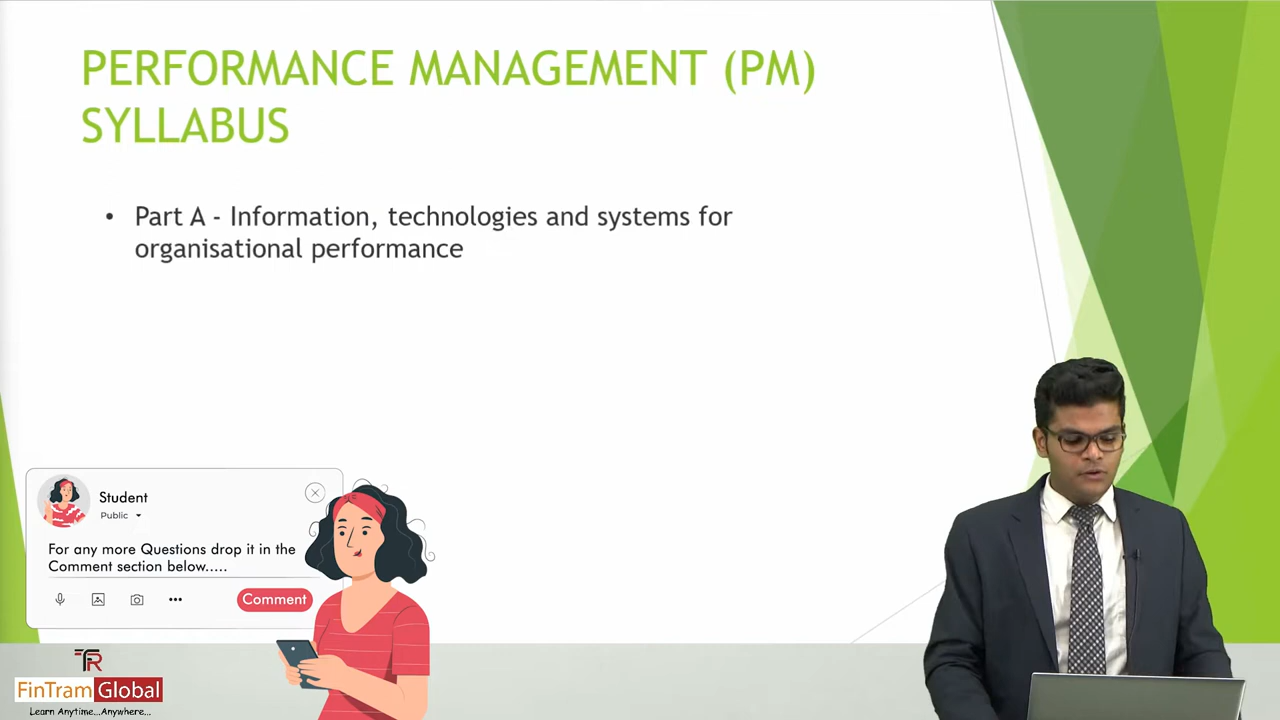 PERFORMANCE MANAGEMENT (PM)
SYLLABUS
• Part A - Information, technologies and systems for
organisational performance
Student
Public
For any more Questions drop it in the
Comment section below.....
Comment
FinTram Global
Learn Anytime...Anywhere...